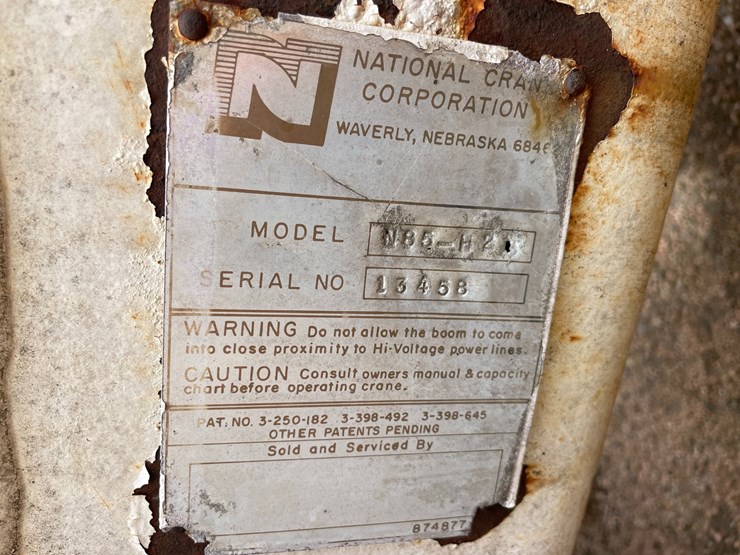 N
NATIONAL CRAN
CORPORATION
WAVERLY, NEBRASKA 684
MODEL
SERIAL NO 13458
WARNING Do not allow the boom to come
into close proximity to Hi-Voltage power lines.
CAUTION Consult owners manual & capacity
chart before operating crane.
PAT. NO. 3-250-182 3-398-492 3-398-645
OTHER PATENTS PENDING
Sold and Serviced By
874877